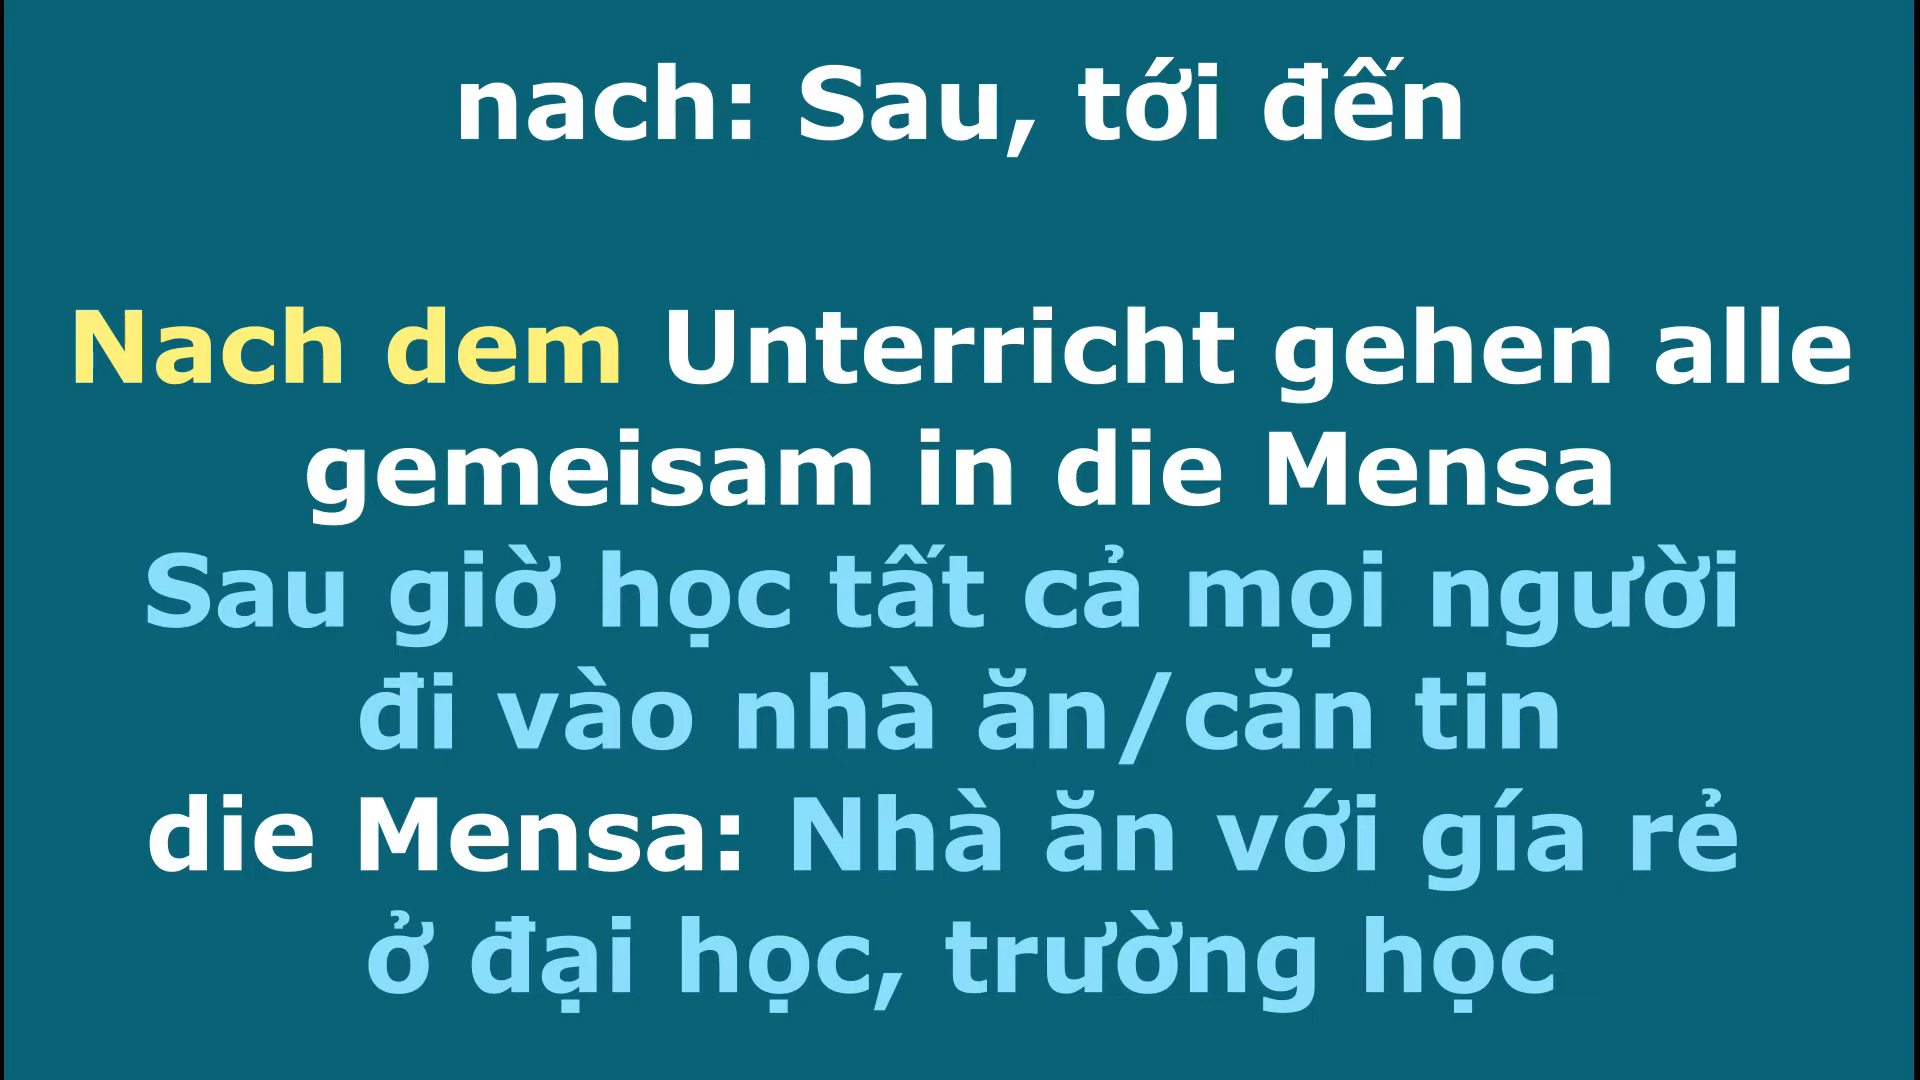 nach: Sau, tới đến
Nach dem Unterricht gehen alle
gemeisam in die Mensa
Sau giờ học tất cả mọi người
đi vào nhà ăn/căn tin
die Mensa: Nhà ăn với gía rẻ
ở đại học, trường học